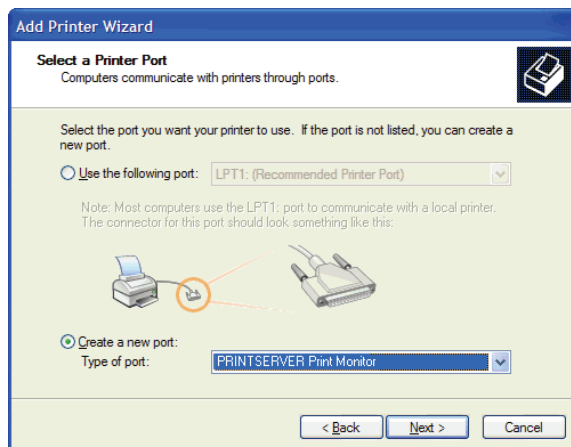 Add Printer Wizard
Select a Printer Port
Computers communicate with printers through ports.
Select the port you want your printer to use. If the port is not listed, you can create a
new port.
Use the following port: LPT1: (Recommended Printer Port)
Note: Most computers use the LPT1: port to communicate with a local printer.
The connector for this port should look something like this:
Create a new port:
Type of port: PRINTSERVER Print Monitor
< Back Next > Cancel